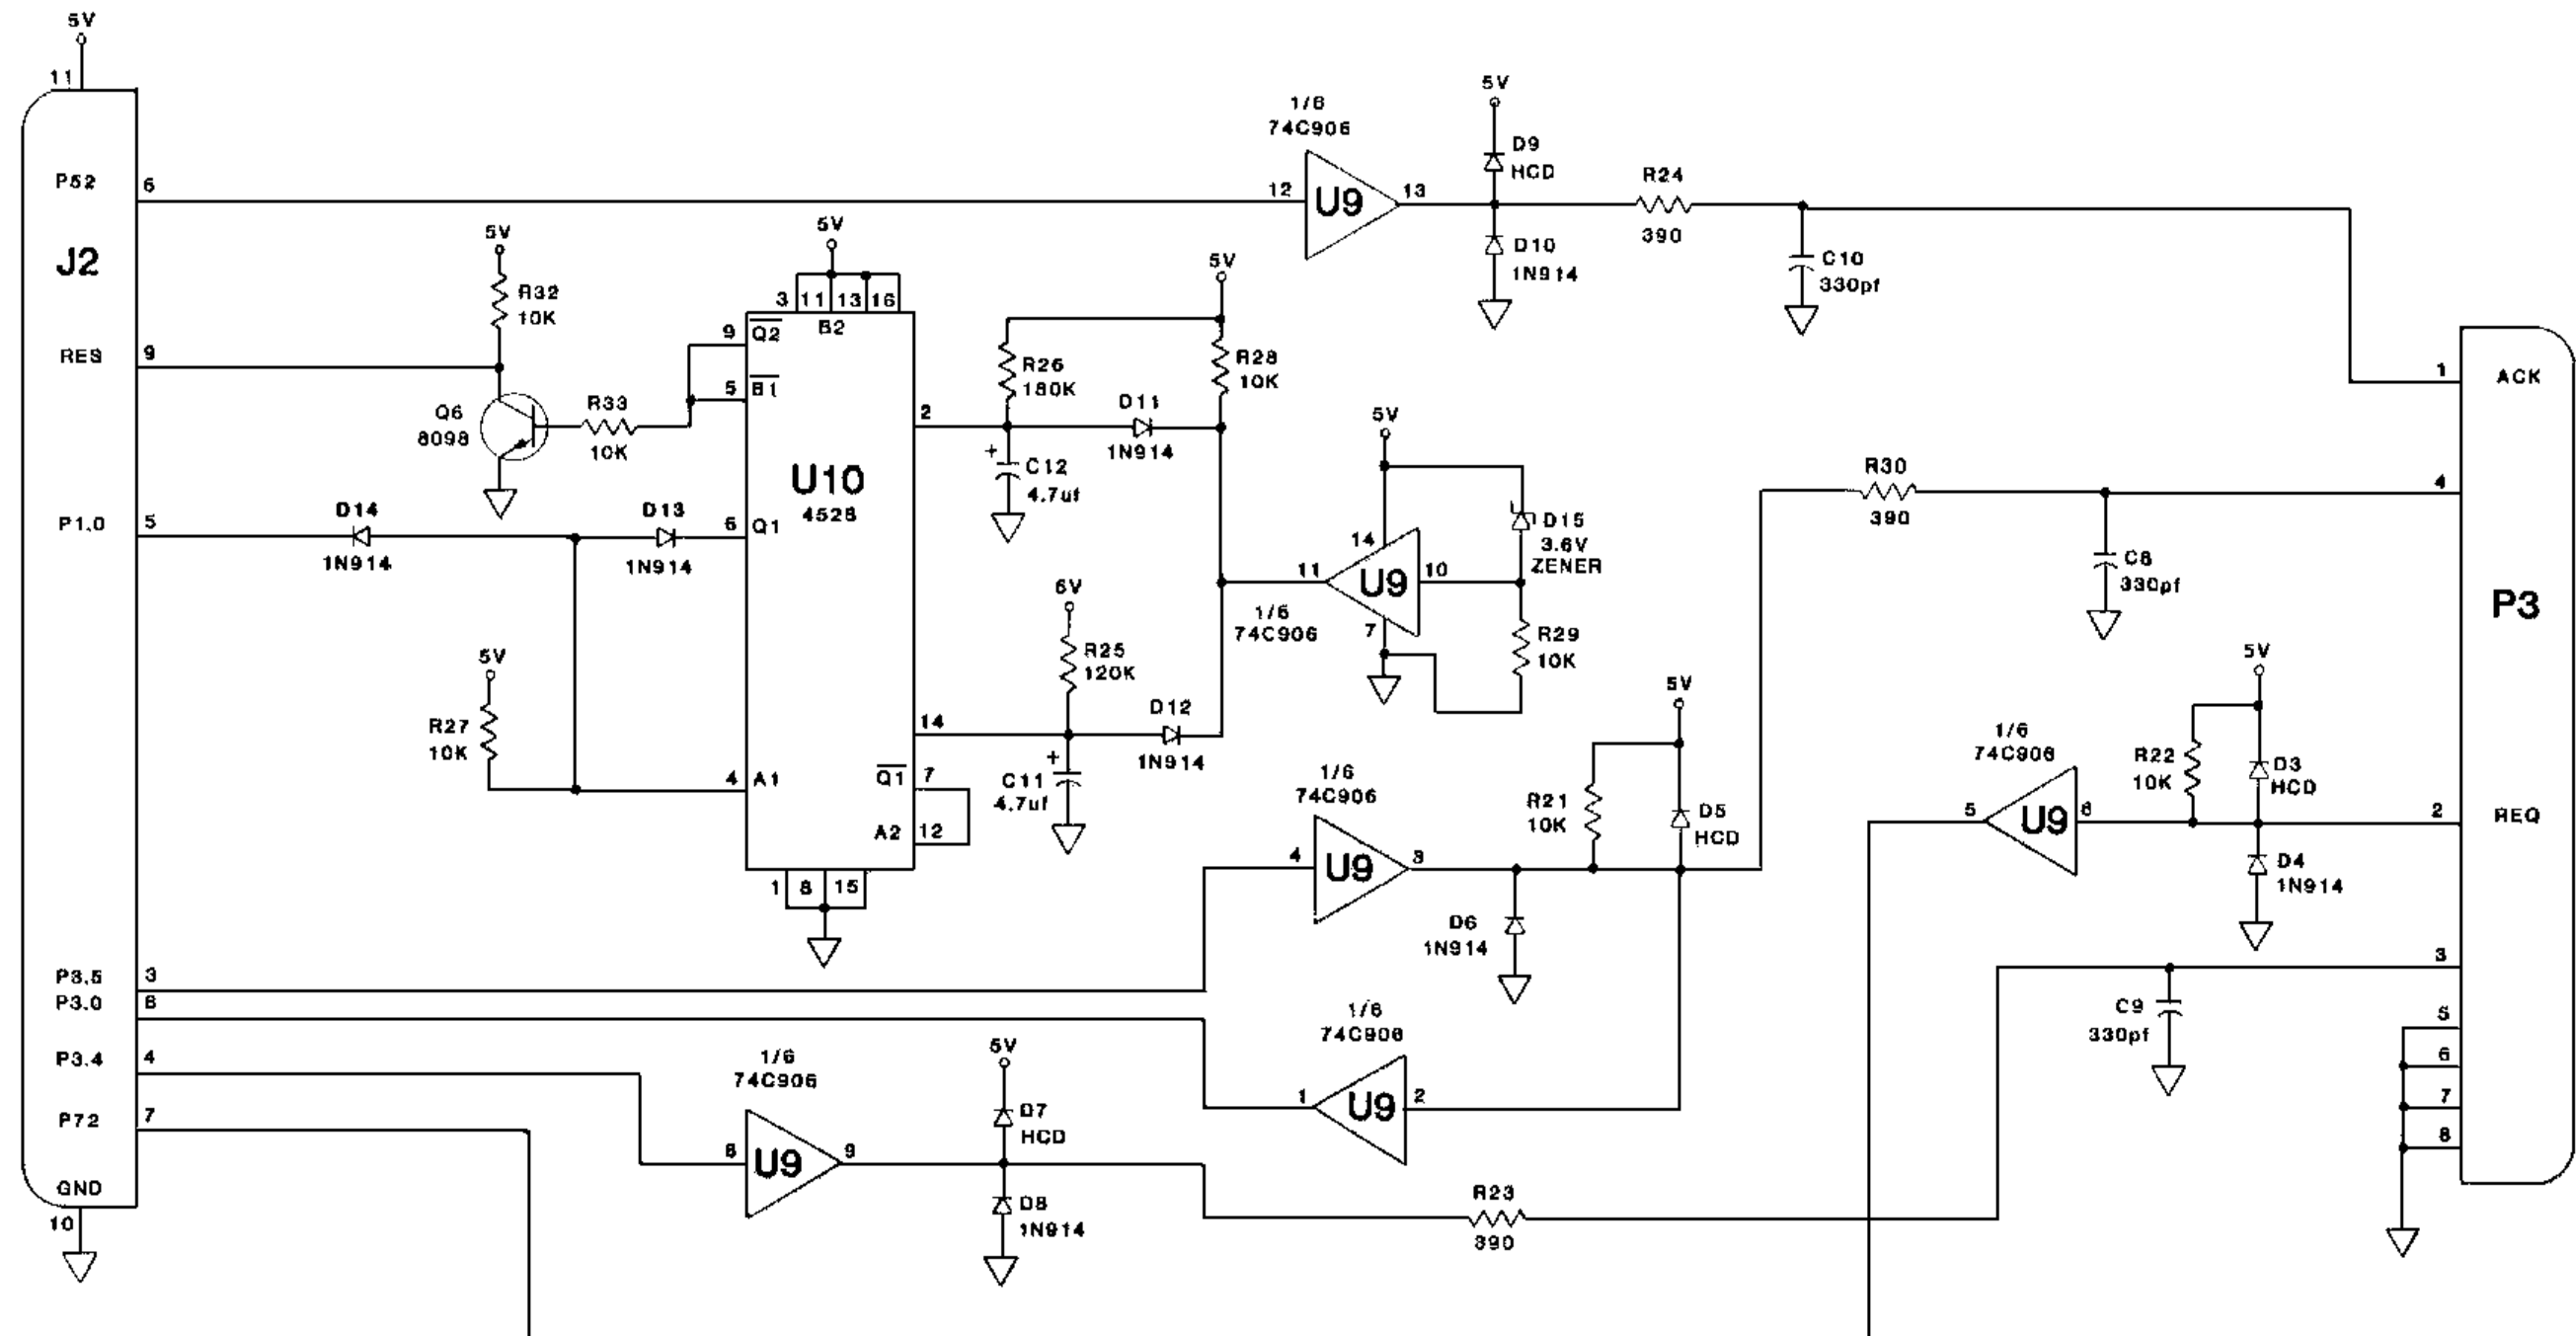 5V
11
P52
6
J2
RES
9
P1.0
5
P3.5
3
P3.0
8
P3.4
4
P72
7
GND
10
5V
R32
10K
Q6
8098
R33
10K
D14
1N914
D13
1N914
5V
R27
10K
5V
3
11
13
16
B2
9
Q2
5
B1
U10
4528
6
Q1
4
A1
2
14
Q1
7
A2
12
1
8
15
5V
R26
180K
R28
10K
D11
1N914
C12
4.7uf
+
5V
R25
120K
D12
1N914
C11
4.7uf
+
1/6
74C906
12
U9
13
5V
D9
HCD
D10
1N914
R24
390
C10
330pf
5V
14
11
U9
10
7
1/6
74C906
D15
3.6V
ZENER
R29
10K
R30
390
C8
330pf
1/6
74C906
4
U9
3
5V
R21
10K
D5
HCD
D6
1N914
1/6
74C906
1
U9
2
1/6
74C906
8
U9
9
5V
D7
HCD
D8
1N914
R23
390
1/6
74C906
5
U9
6
5V
R22
10K
D3
HCD
D4
1N914
C9
330pf
1
ACK
4
P3
2
REQ
3
5
6
7
8